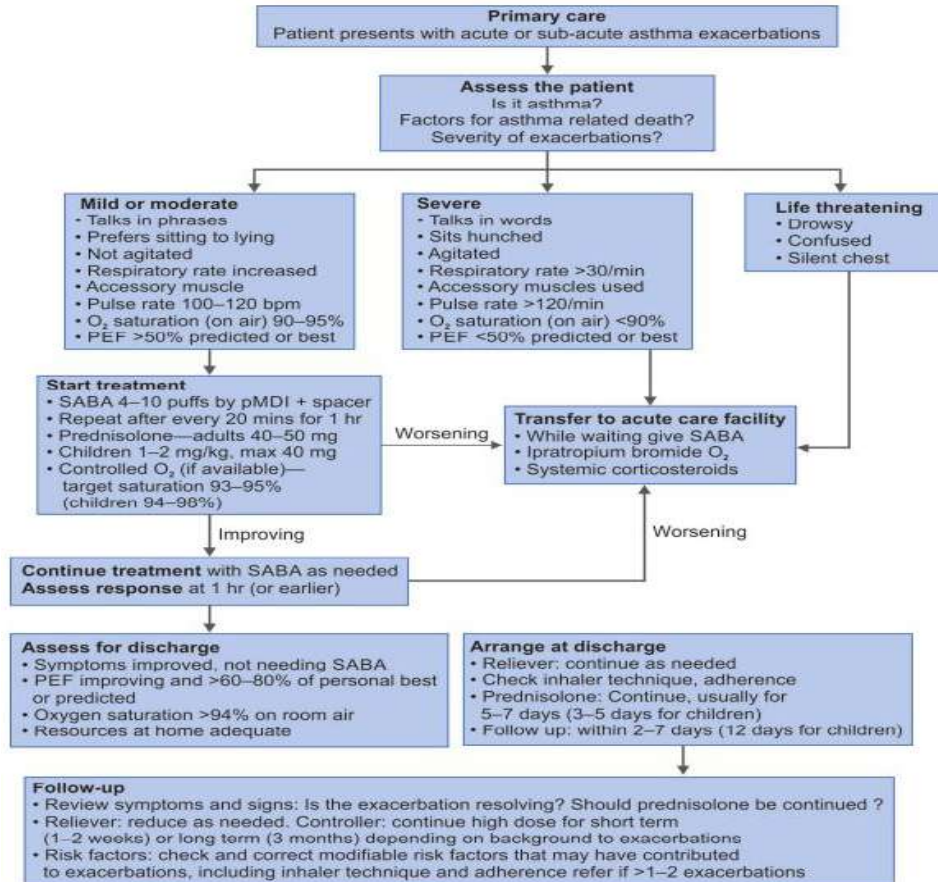 Primary care
Patient presents with acute or sub-acute asthma exacerbations
Assess the patient
Is it asthma?
Factors for asthma related death?
Severity of exacerbations?
Mild or moderate
- Talks in phrases
• Prefers sitting to lying
• Not agitated
• Respiratory rate increased
• Accessory muscle
• Pulse rate 100–120 bpm
• O₂ saturation (on air) 90–95%
• PEF >50% predicted or best
Severe
- Talks in words
• Sits hunched
• Agitated
• Respiratory rate >30/min
• Accessory muscles used
• Pulse rate >120/min
• O₂ saturation (on air) <90%
• PEF <50% predicted or best
Life threatening
• Drowsy
• Confused
• Silent chest
Start treatment
• SABA 4–10 puffs by pMDI + spacer
• Repeat after every 20 mins for 1 hr
• Prednisolone—adults 40–50 mg
• Children 1–2 mg/kg, max 40 mg
• Controlled O₂ (if available)—
target saturation 93–95%
(children 94–98%)
Worsening
Transfer to acute care facility
• While waiting give SABA
• Ipratropium bromide O₂
• Systemic corticosteroids
Improving
Worsening
Continue treatment with SABA as needed
Assess response at 1 hr (or earlier)
Assess for discharge
• Symptoms improved, not needing SABA
• PEF improving and >60–80% of personal best
or predicted
• Oxygen saturation >94% on room air
• Resources at home adequate
Arrange at discharge
• Reliever: continue as needed
• Check inhaler technique, adherence
• Prednisolone: Continue, usually for
5–7 days (3–5 days for children)
• Follow up: within 2–7 days (12 days for children)
Follow-up
• Review symptoms and signs: Is the exacerbation resolving? Should prednisolone be continued ?
• Reliever: reduce as needed. Controller: continue high dose for short term
(1–2 weeks) or long term (3 months) depending on background to exacerbations
• Risk factors: check and correct modifiable risk factors that may have contributed
to exacerbations, including inhaler technique and adherence refer if >1–2 exacerbations